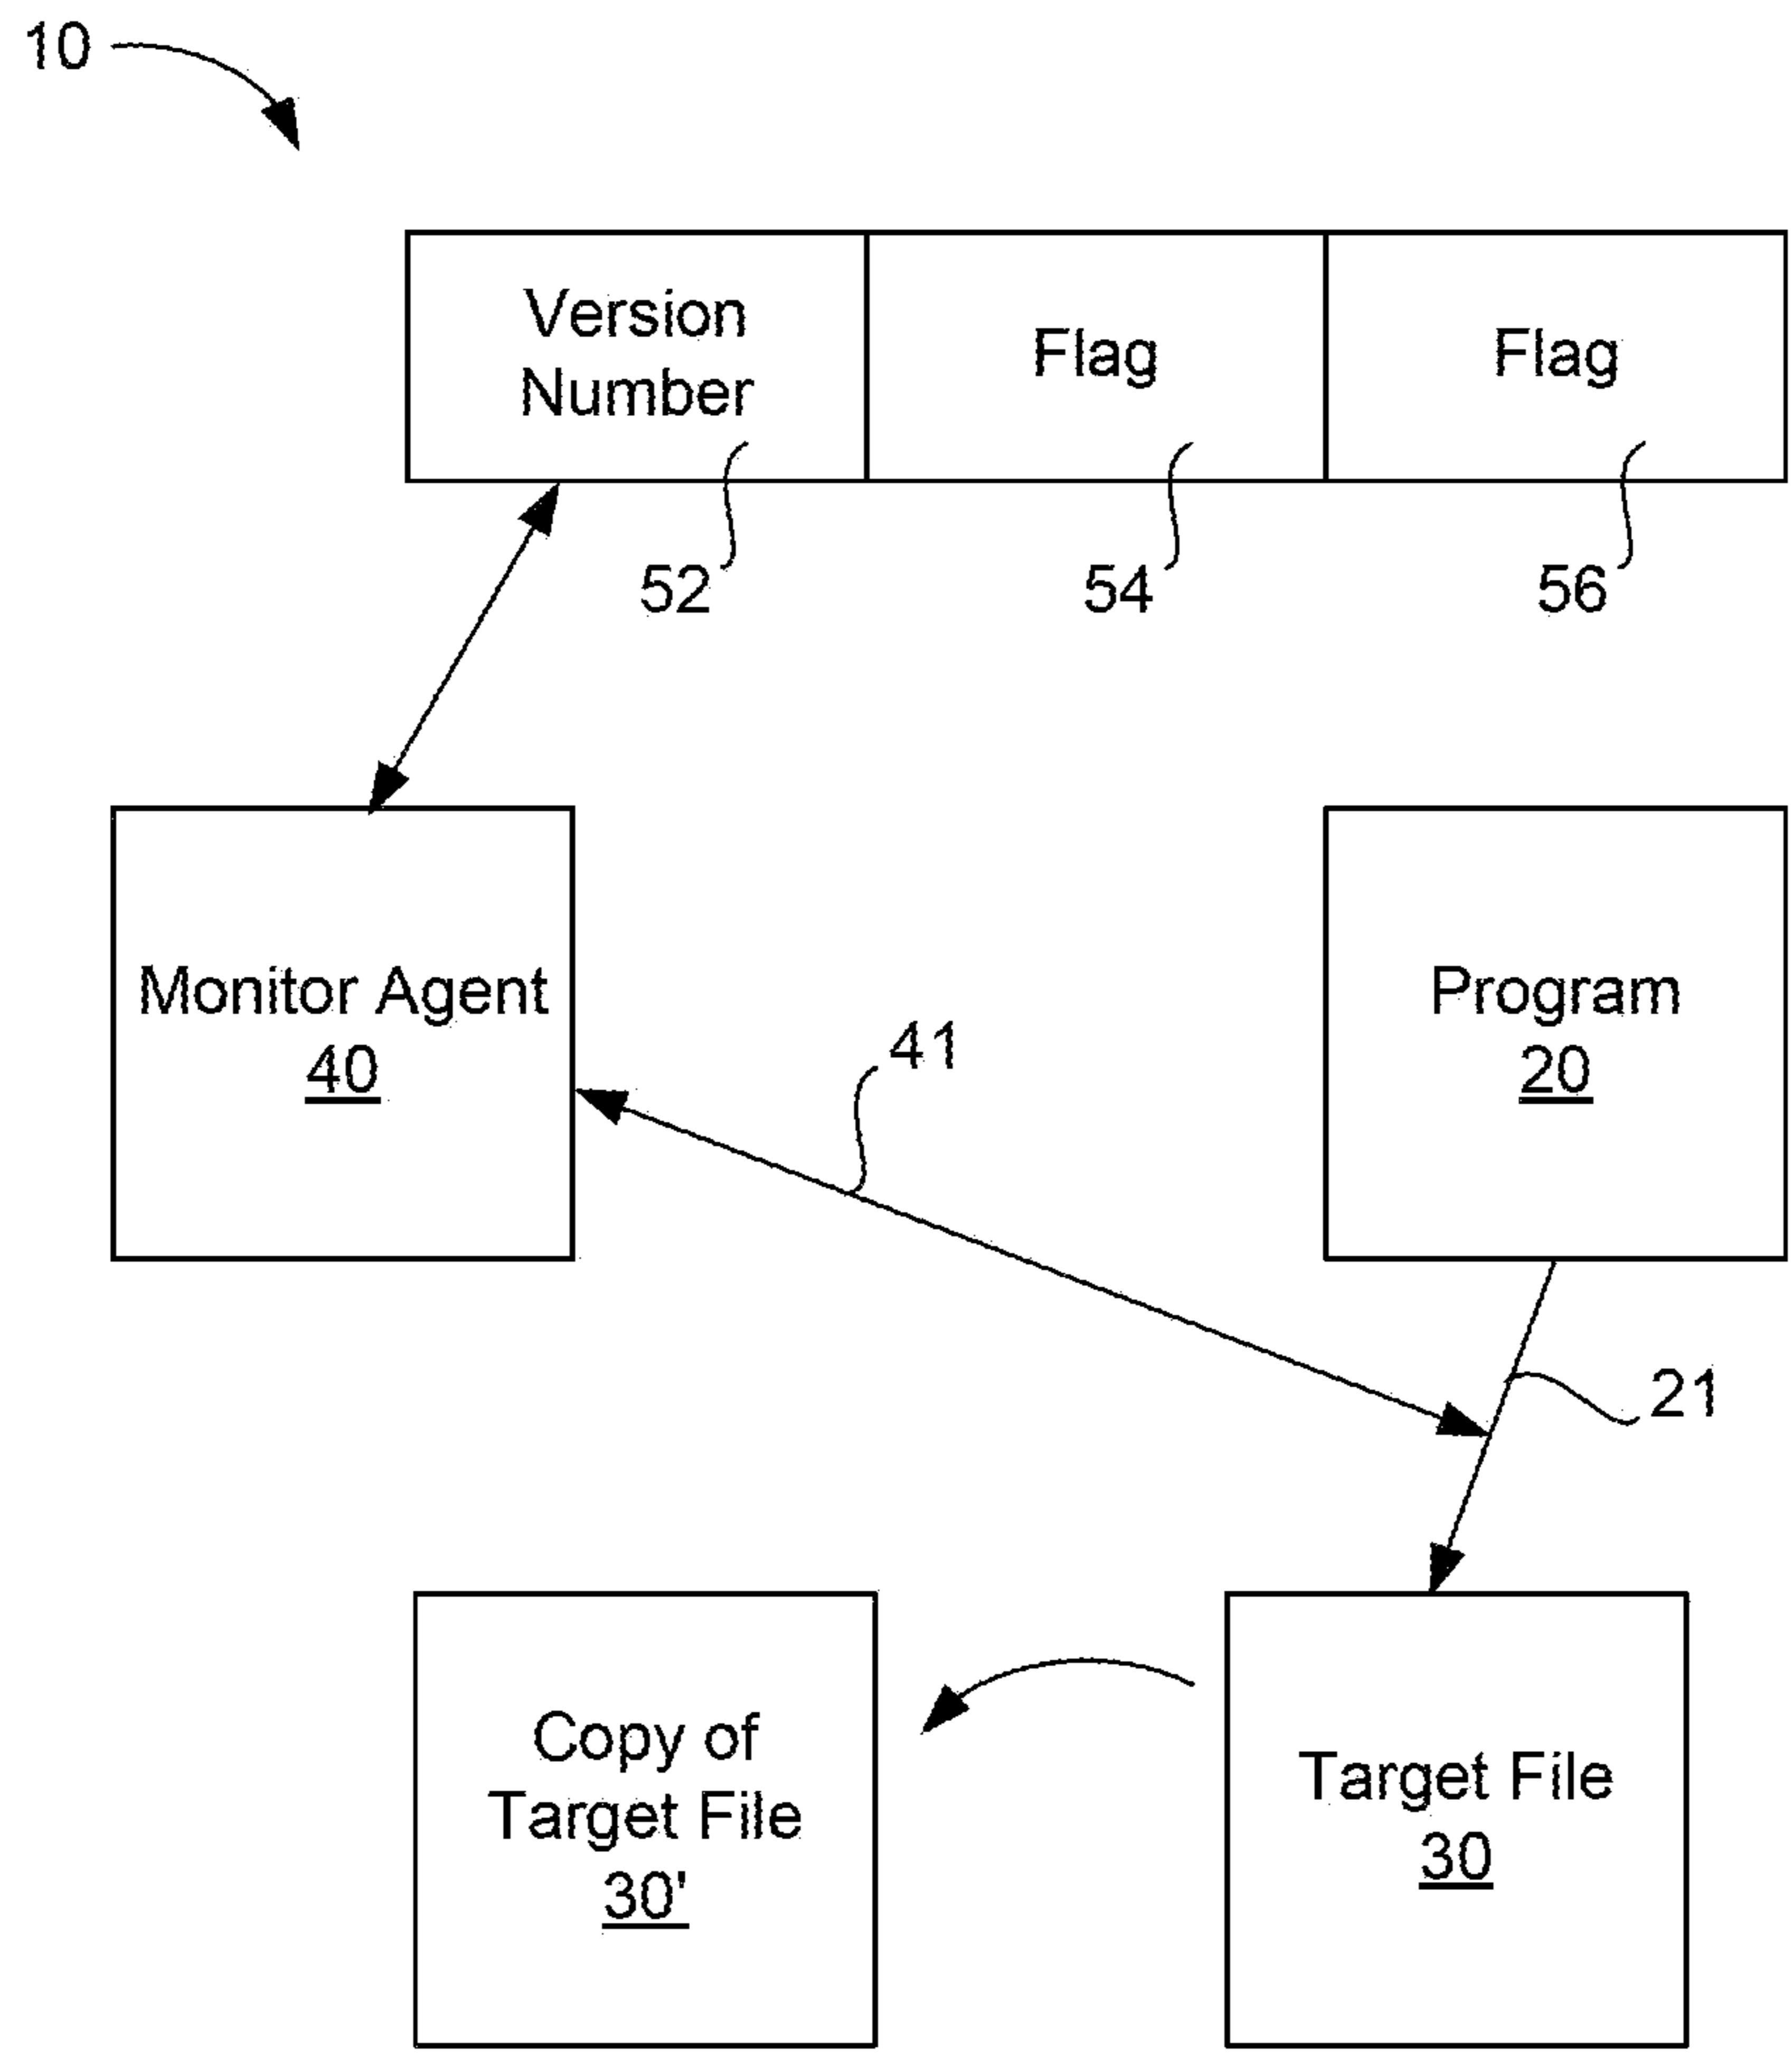 10
Version
Number
Flag
Flag
52
54
56
Monitor Agent
40
41
Program
20
21
Copy of
Target File
30'
Target File
30